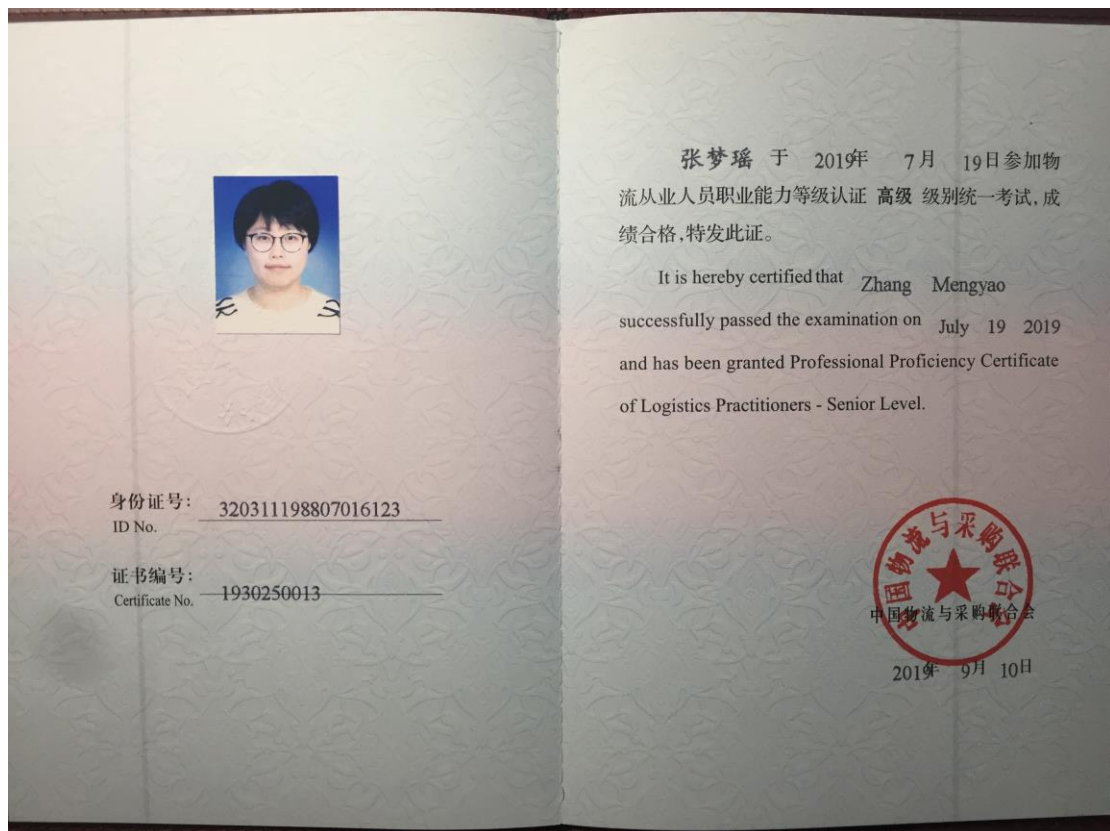 身份证号: 320311198807016123
ID No.
证书编号: 1930250013
Certificate No.
张梦瑶 于 2019年 7月 19日参加物
流从业人员职业能力等级认证 高级 级别统一考试,成
绩合格,特发此证。
It is hereby certified that Zhang Mengyao
successfully passed the examination on July 19 2019
and has been granted Professional Proficiency Certificate
of Logistics Practitioners - Senior Level.
中国物流与采购联合会
中国物流与采购联合会
2019年 9月 10日